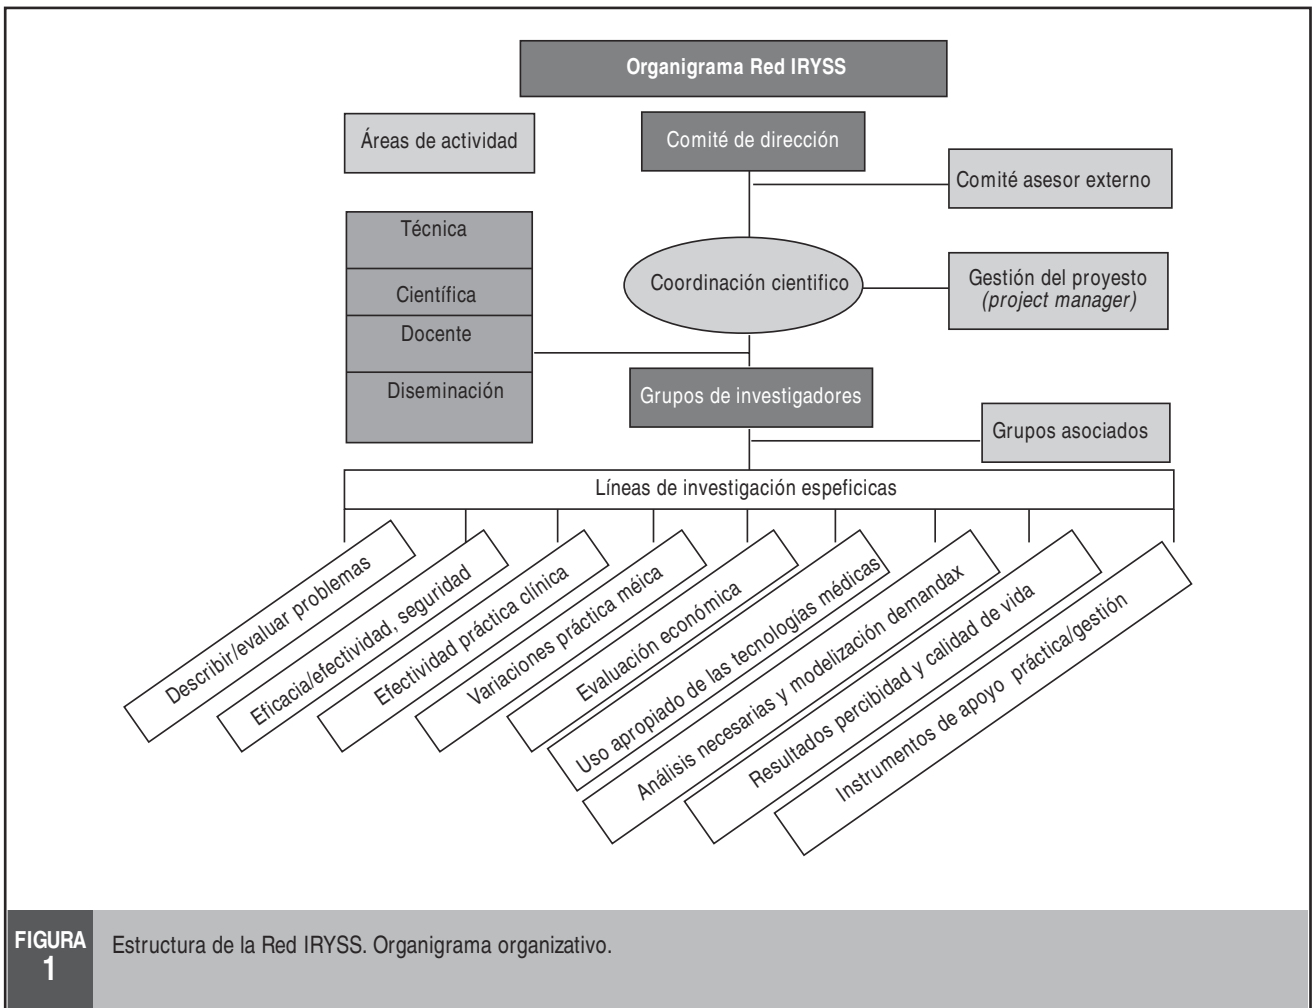 Organigrama Red IRYSS
Áreas de actividad
Comité de dirección
Comité asesor externo
Técnica
Científica
Docente
Diseminación
Coordinación cientifico
Gestión del proyesto
(project manager)
Grupos de investigadores
Grupos asociados
Líneas de investigación espeficicas
Describir/evaluar problemas
Eficacia/efectividad, seguridad
Efectividad práctica clínica
Variaciones práctica méica
Evaluación económica
Uso apropiado de las tecnologías médicas
Análisis necesarias y modelización demandax
Resultados percibidad y calidad de vida
Instrumentos de apoyo práctica/gestión
FIGURA
1
Estructura de la Red IRYSS. Organigrama organizativo.